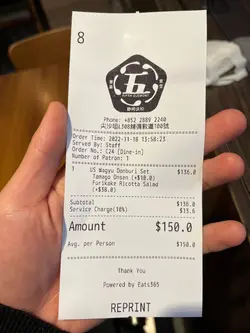 8
五
Phone: +852 2889 2240
Order Time: 2022-11-18 15:58:23
Served By: Staff
Order No.: C24 [Dine-in]
Number of Patron: 1
1 US Wagyu Donburi Set $136.0
Tamago Onsen (+$10.0)
Furikake Ricotta Salad
(+$38.0)
Subtotal $136.0
Service Charge(10%) $13.6
Amount $150.0
Avg. per Person $150.0
Thank You
Powered by Eats365
REPRINT